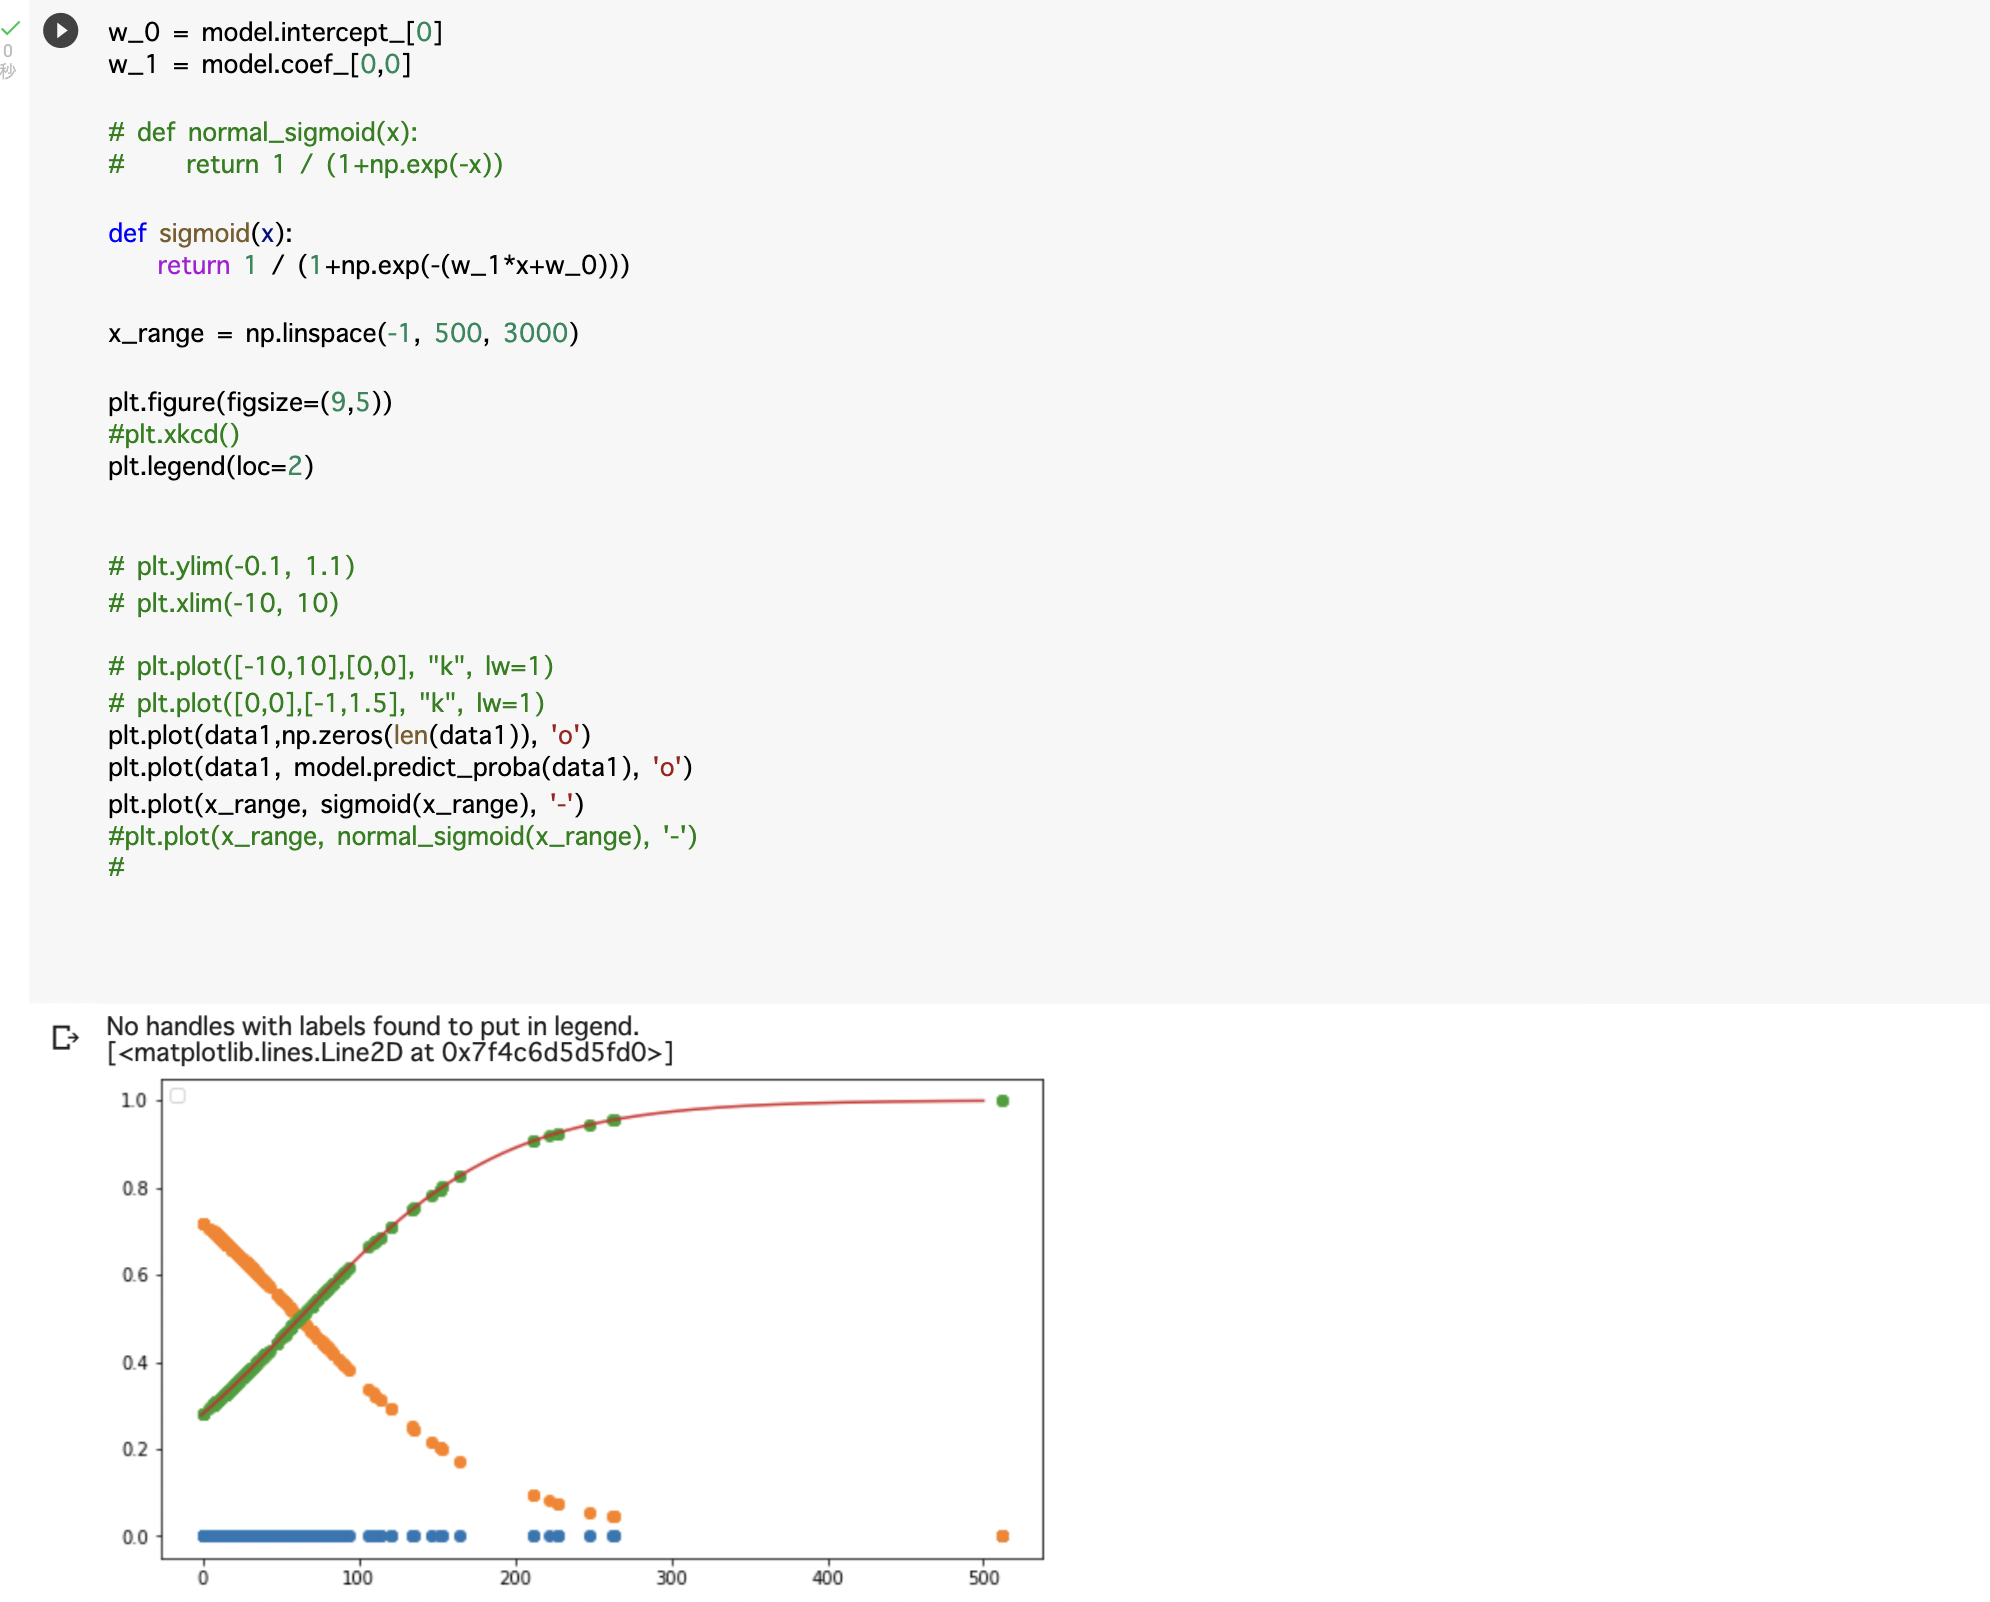 w_0 = model.intercept_[0]
0
w_1 = model.coef_[0,0]
秒
# def normal_sigmoid(x):
#     return 1 / (1+np.exp(-x))
def sigmoid(x):
    return 1 / (1+np.exp(-(w_1*x+w_0)))
x_range = np.linspace(-1, 500, 3000)
plt.figure(figsize=(9,5))
#plt.xkcd()
plt.legend(loc=2)
# plt.ylim(-0.1, 1.1)
# plt.xlim(-10, 10)
# plt.plot([-10,10],[0,0], "k", lw=1)
# plt.plot([0,0],[-1,1.5], "k", lw=1)
plt.plot(data1,np.zeros(len(data1)), 'o')
plt.plot(data1, model.predict_proba(data1), 'o')
plt.plot(x_range, sigmoid(x_range), '-')
#plt.plot(x_range, normal_sigmoid(x_range), '-')
#
No handles with labels found to put in legend.
[<matplotlib.lines.Line2D at 0x7f4c6d5d5fd0>]
1.0
0.8
0.6
0.4
0.2
0.0
0 100 200 300 400 500